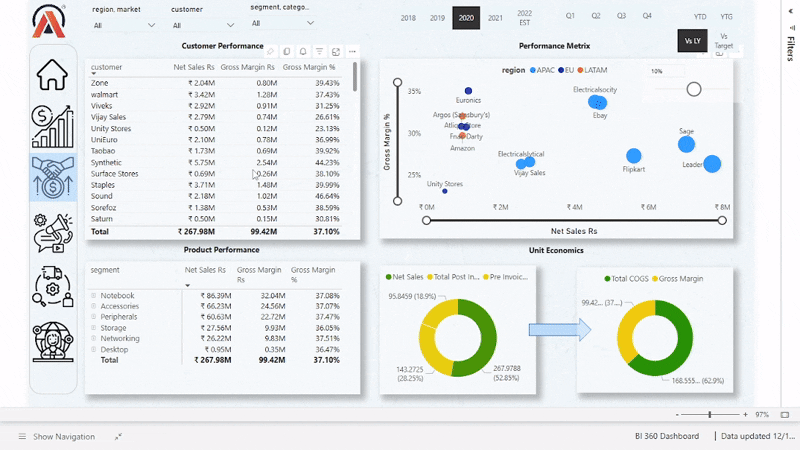 region, market
All
customer
All
segment, catego...
All
2018
2019
2020
2021
2022
EST
Q1
Q2
Q3
Q4
YTD
YTG
Vs LY
Vs
Target
Filters
Customer Performance
customer Net Sales Rs Gross Margin Rs Gross Margin %
Zone ₹ 2.04M 0.80M 39.43%
walmart ₹ 3.42M 1.28M 37.43%
Viveks ₹ 2.92M 0.91M 31.25%
Vijay Sales ₹ 2.79M 0.74M 26.61%
Unity Stores ₹ 0.50M 0.12 23.13%
UniEuro ₹ 2.10M 0.78M 36.99%
Taobao ₹ 1.73M 0.69M 39.92%
Synthetic ₹ 5.75M 2.54M 44.23%
Surface Stores ₹ 0.69M 0.26M 38.10%
Staples ₹ 3.71M 1.48M 39.99%
Sound ₹ 2.18M 1.02M 46.64%
Sorefoz ₹ 1.38M 0.53M 38.59%
Saturn ₹ 0.50M 0.15M 30.81%
Total ₹ 267.98M 99.42M 37.10%
Performance Metrix
region APAC EU LATAM
10%
Gross Margin %
35%
30%
25%
Euronics
Argos (Sainsbury's)
Fnac-Darty
Amazon
Unity Stores
Electricalsocity
Ebay
Electricalslytical
Vijay Sales
Flipkart
Sage
Leader
₹ 0M
₹ 2M
₹ 4M
₹ 6M
₹ 8M
Net Sales Rs
Product Performance
segment Net Sales Rs Gross Margin Rs Gross Margin %
Notebook ₹ 86.39M 32.04M 37.08%
Accessories ₹ 66.23M 24.56M 37.07%
Peripherals ₹ 60.63M 22.72M 37.47%
Storage ₹ 27.56M 9.93M 36.05%
Networking ₹ 26.22M 9.83M 37.51%
Desktop ₹ 0.95M 0.35M 36.47%
Total ₹ 267.98M 99.42M 37.10%
Unit Economics
Net Sales Total Post In... Pre Invoic...
95.8459 (18.9%)
143.2725
(28.25%)
267.9788
(52.85%)
Total COGS Gross Margin
99.42... (37....)
168.555... (62.9%)
- + 97%
Show Navigation
BI 360 Dashboard
Data updated 12/1...